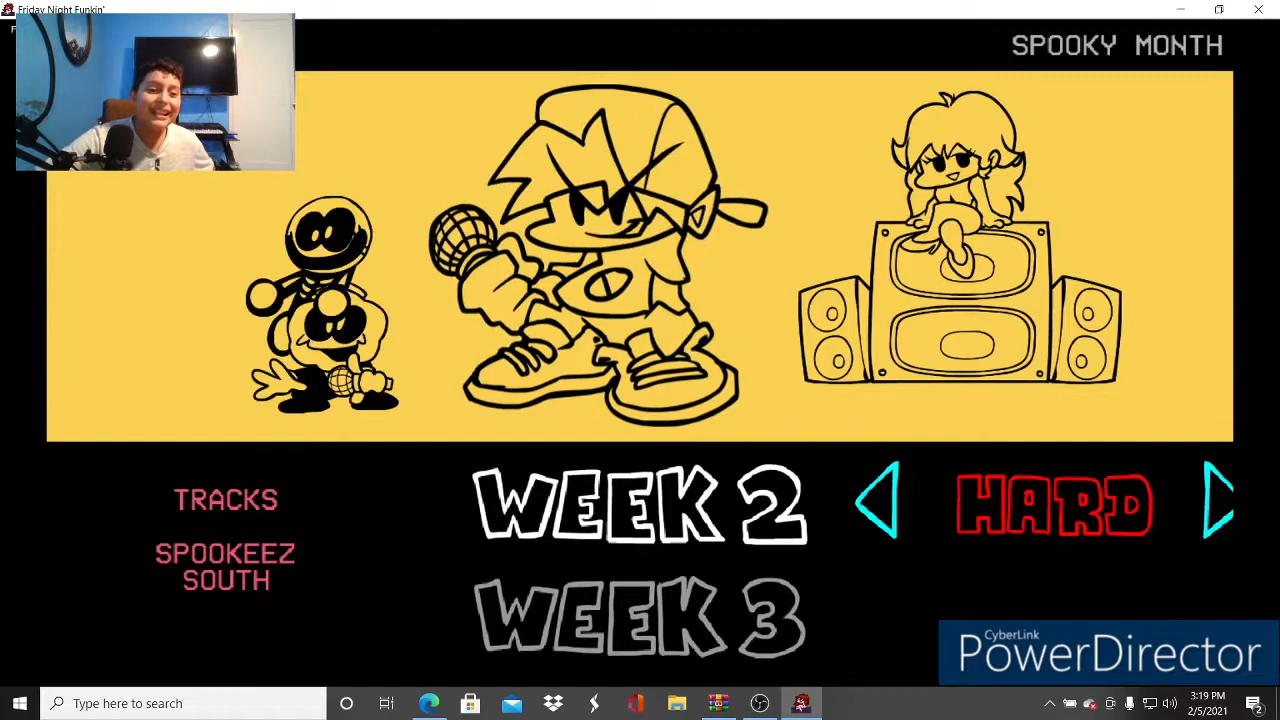 Friday Night Funkin'
SPOOKY MONTH
TRACKS
SPOOKEEZ
SOUTH
WEEK 2
HARD
WEEK 3
CyberLink
PowerDirector
Type here to search
3:19 PM
2/5/2021
2